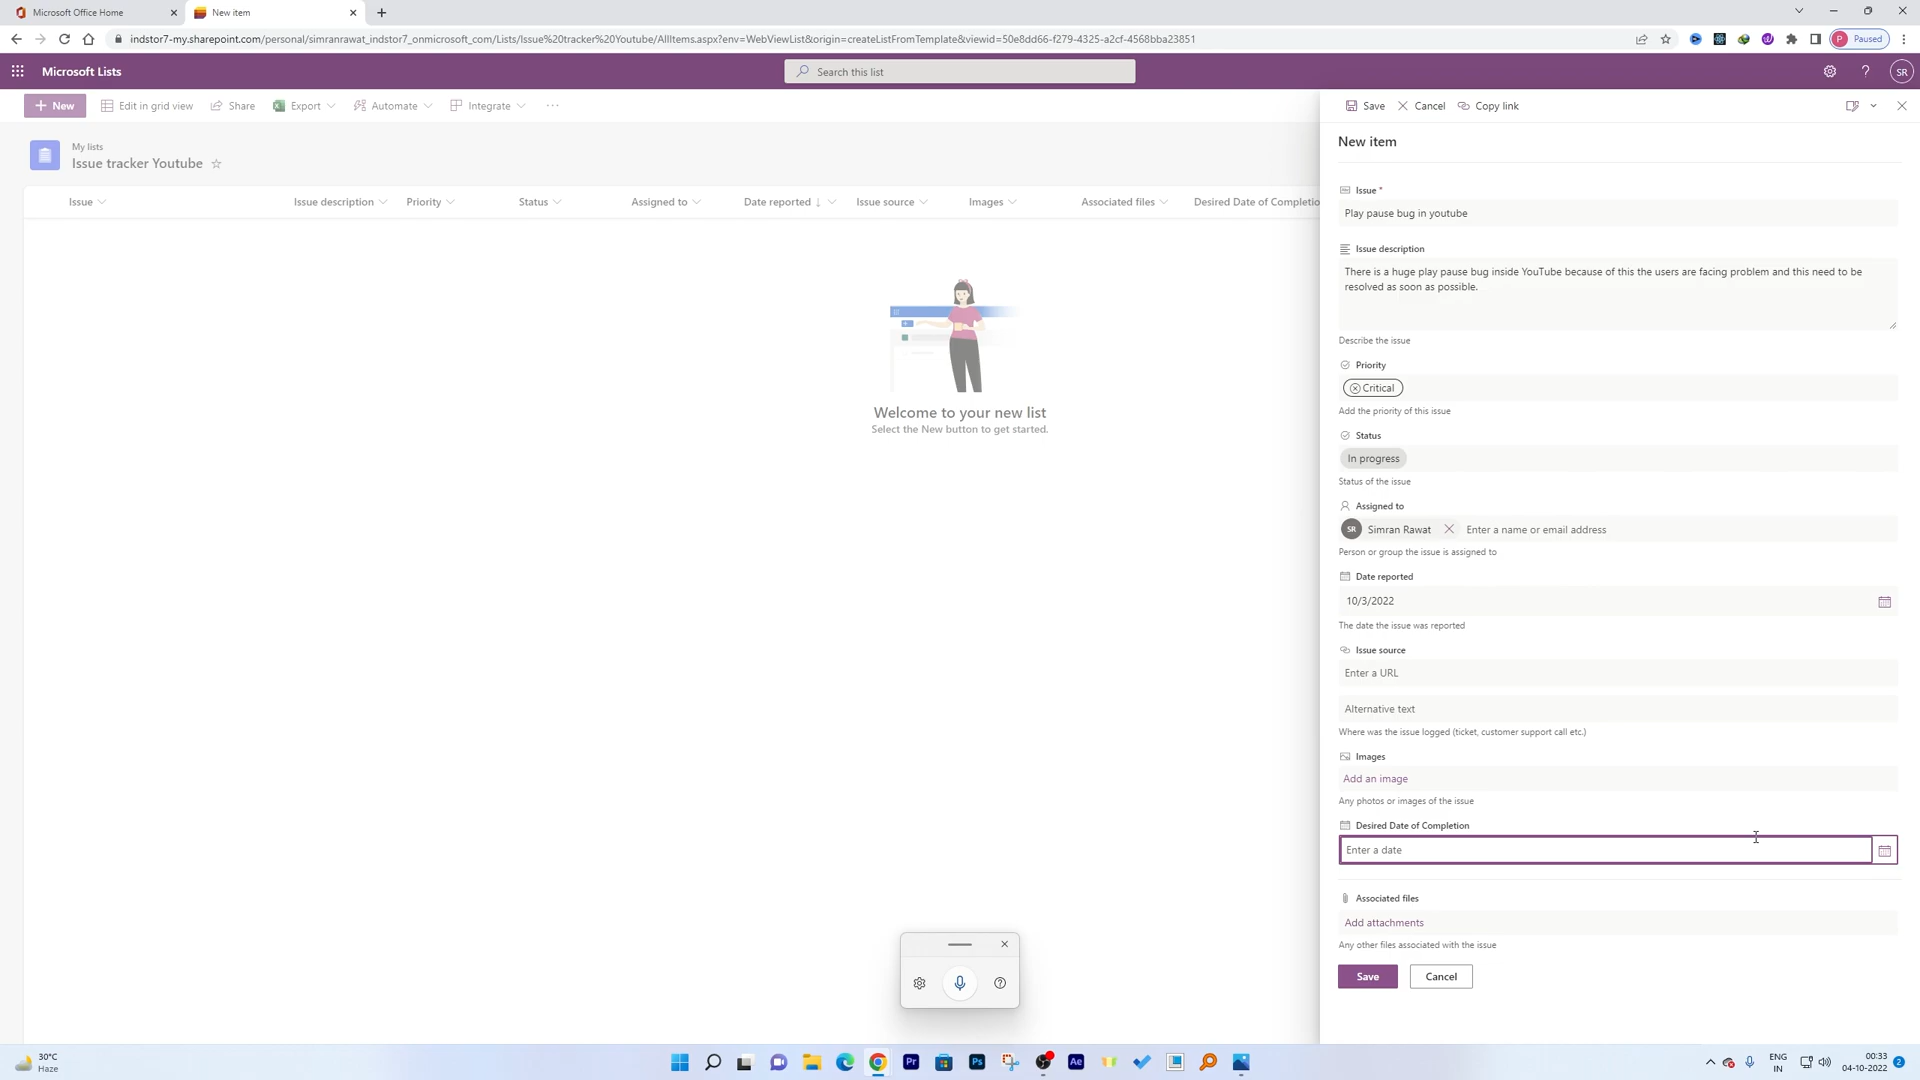 Microsoft Office Home
New item
indstor7-my.sharepoint.com/personal/simranrawat_indstor7_onmicrosoft_com/Lists/Issue%20tracker%20Youtube/AllItems.aspx?env=WebViewList&origin=createListFromTemplate&viewid=50e8dd66-f279-4325-a2cf-4568bba23851
P Paused
Microsoft Lists
Search this list
SR
New
Edit in grid view
Share
Export
Automate
Integrate
Save
Cancel
Copy link
My lists
Issue tracker Youtube
Issue
Issue description
Priority
Status
Assigned to
Date reported
Issue source
Images
Associated files
Desired Date of Completio
Welcome to your new list
Select the New button to get started.
New item
Issue *
Play pause bug in youtube
Issue description
There is a huge play pause bug inside YouTube because of this the users are facing problem and this need to be
resolved as soon as possible.
Describe the issue
Priority
Critical
Add the priority of this issue
Status
In progress
Status of the issue
Assigned to
SR Simran Rawat Enter a name or email address
Person or group the issue is assigned to
Date reported
10/3/2022
The date the issue was reported
Issue source
Enter a URL
Alternative text
Where was the issue logged (ticket, customer support call etc.)
Images
Add an image
Any photos or images of the issue
Desired Date of Completion
Enter a date
Associated files
Add attachments
Any other files associated with the issue
Save
Cancel
30°C
Haze
Pr
Ps
Ae
ENG
IN
00:33
04-10-2022
2